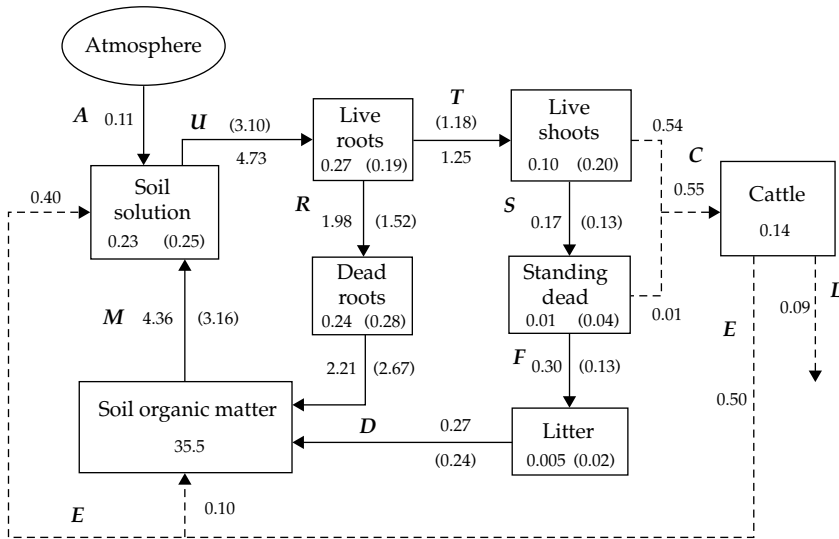 Atmosphere
A
0.11
U
(3.10)
4.73
Live
roots
0.27 (0.19)
T
(1.18)
1.25
Live
shoots
0.10 (0.20)
0.54
C
0.55
Cattle
0.14
0.40
Soil
solution
0.23 (0.25)
R
1.98 (1.52)
S
0.17 (0.13)
Dead
roots
0.24 (0.28)
Standing
dead
0.01 (0.04)
0.01
E
0.09
L
M
4.36 (3.16)
2.21 (2.67)
F
0.30 (0.13)
0.50
Soil organic matter
35.5
D
0.27
(0.24)
Litter
0.005 (0.02)
E
0.10